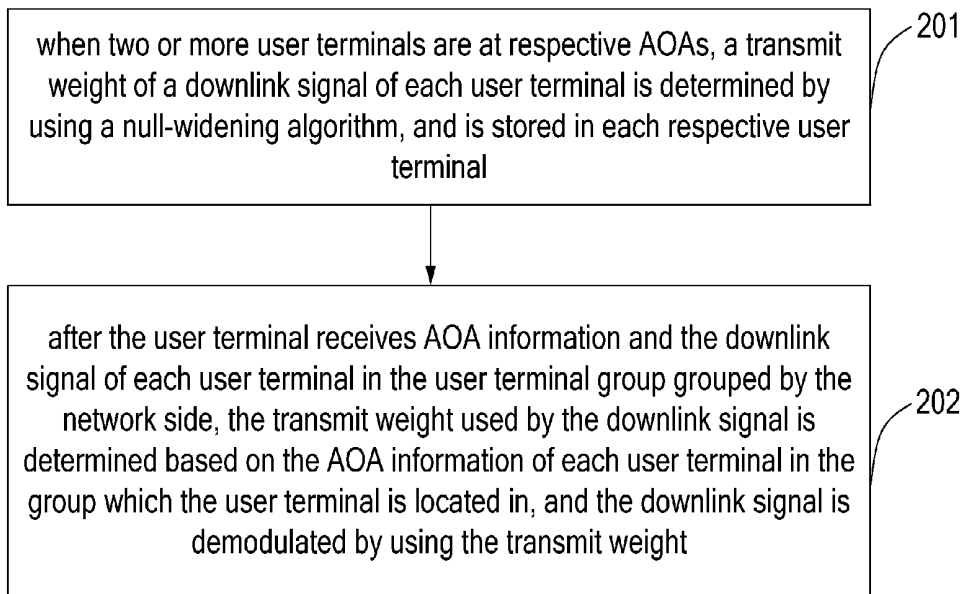 when two or more user terminals are at respective AOAs, a transmit
weight of a downlink signal of each user terminal is determined by
using a null-widening algorithm, and is stored in each respective user
terminal
201
after the user terminal receives AOA information and the downlink
signal of each user terminal in the user terminal group grouped by the
network side, the transmit weight used by the downlink signal is
determined based on the AOA information of each user terminal in the
group which the user terminal is located in, and the downlink signal is
demodulated by using the transmit weight
202